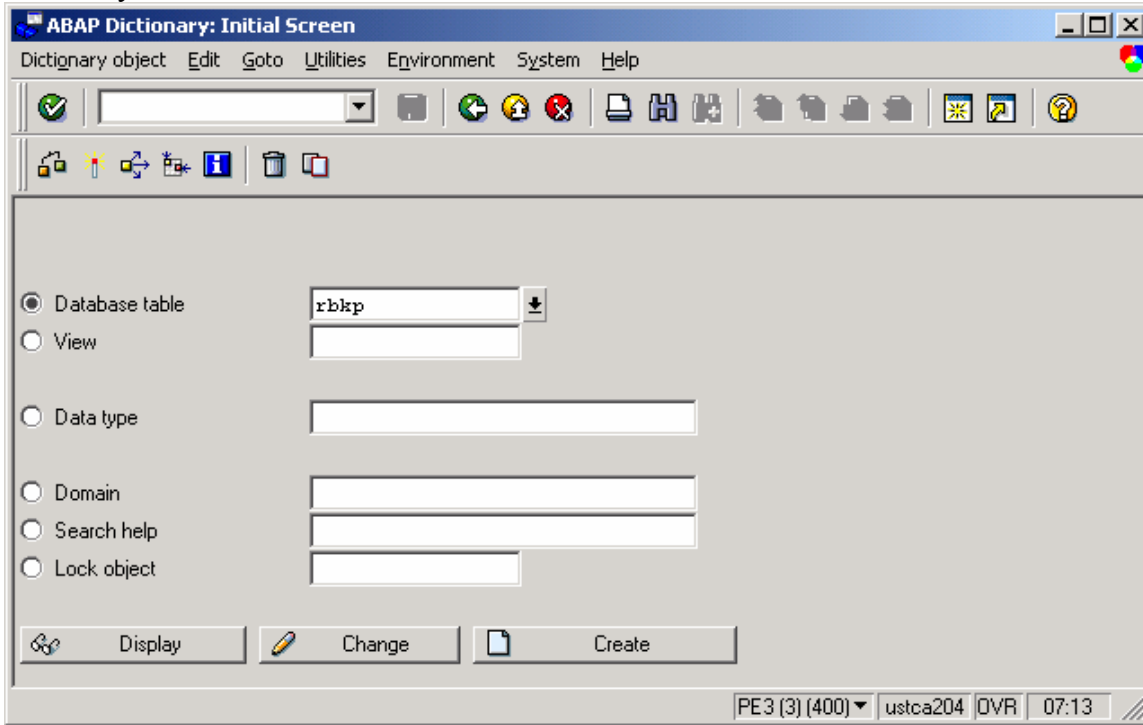 ABAP Dictionary: Initial Screen
Dictionary object Edit Goto Utilities Environment System Help
Database table rbkp
View
Data type
Domain
Search help
Lock object
Display Change Create
PE3 (3) (400) ustca204 OVR 07:13